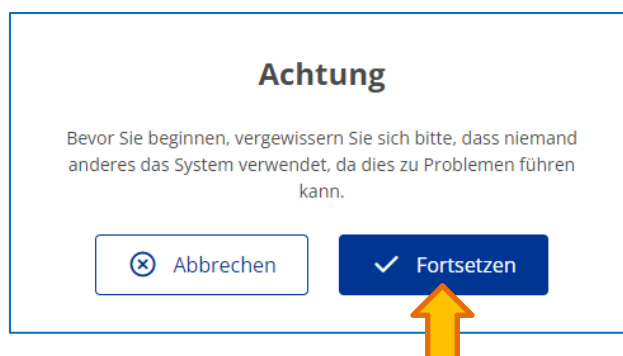 Achtung
Bevor Sie beginnen, vergewissern Sie sich bitte, dass niemand
anderes das System verwendet, da dies zu Problemen führen
kann.
Abbrechen
Fortsetzen